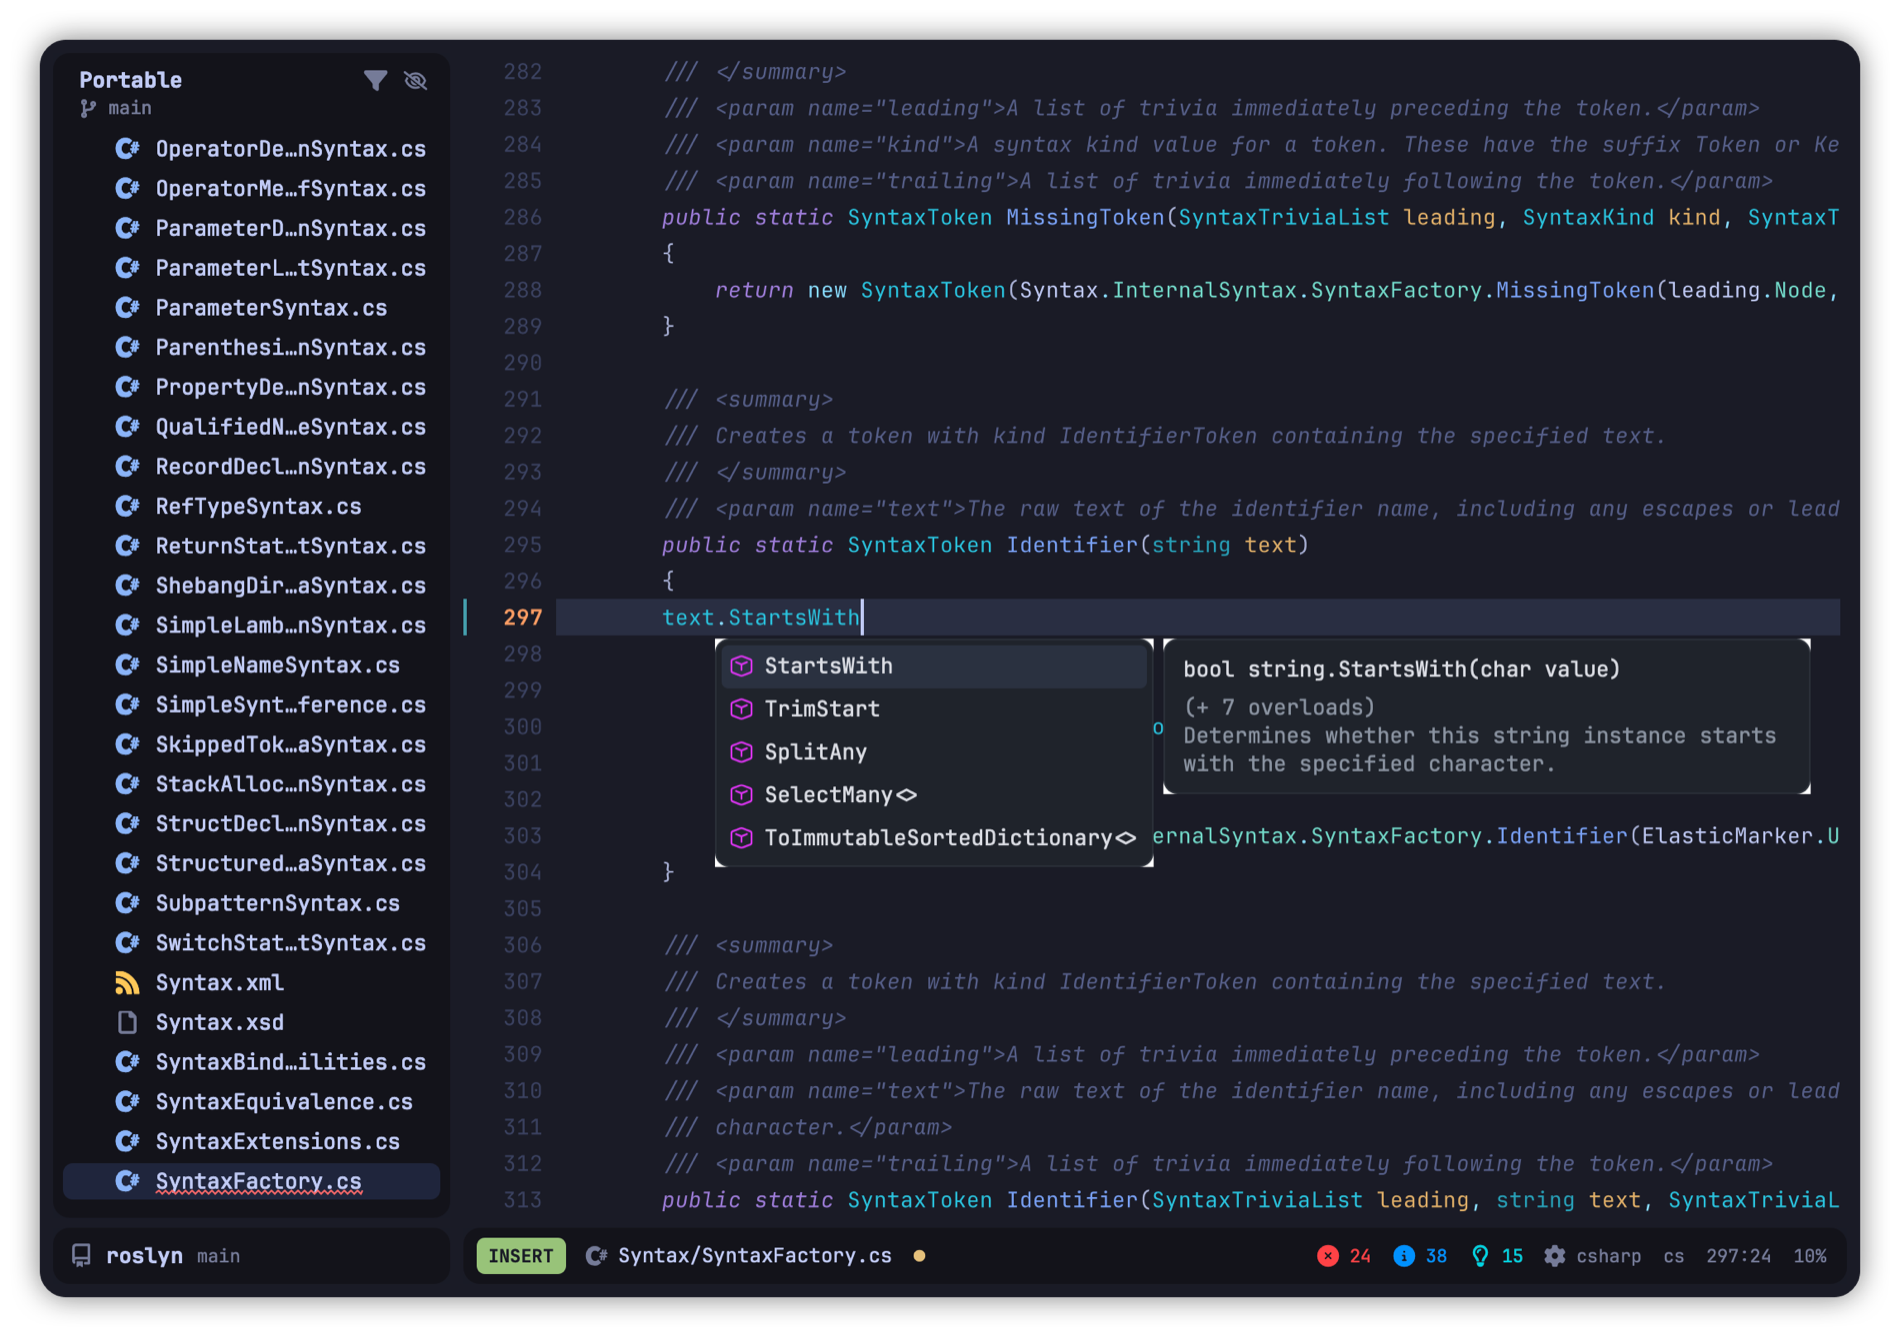 Portable
main
OperatorDe…nSyntax.cs
OperatorMe…fSyntax.cs
ParameterD…nSyntax.cs
ParameterL…tSyntax.cs
ParameterSyntax.cs
Parenthesi…nSyntax.cs
PropertyDe…nSyntax.cs
QualifiedN…eSyntax.cs
RecordDecl…nSyntax.cs
RefTypeSyntax.cs
ReturnStat…tSyntax.cs
ShebangDir…aSyntax.cs
SimpleLamb…nSyntax.cs
SimpleNameSyntax.cs
SimpleSynt…ference.cs
SkippedTok…aSyntax.cs
StackAlloc…nSyntax.cs
StructDecl…nSyntax.cs
Structured…aSyntax.cs
SubpatternSyntax.cs
SwitchStat…tSyntax.cs
Syntax.xml
Syntax.xsd
SyntaxBind…ilities.cs
SyntaxEquivalence.cs
SyntaxExtensions.cs
SyntaxFactory.cs
roslyn main
282 /// </summary>
283 /// <param name="leading">A list of trivia immediately preceding the token.</param>
284 /// <param name="kind">A syntax kind value for a token. These have the suffix Token or Ke
285 /// <param name="trailing">A list of trivia immediately following the token.</param>
286 public static SyntaxToken MissingToken(SyntaxTriviaList leading, SyntaxKind kind, SyntaxT
287 {
288 return new SyntaxToken(Syntax.InternalSyntax.SyntaxFactory.MissingToken(leading.Node,
289 }
290
291 /// <summary>
292 /// Creates a token with kind IdentifierToken containing the specified text.
293 /// </summary>
294 /// <param name="text">The raw text of the identifier name, including any escapes or lead
295 public static SyntaxToken Identifier(string text)
296 {
297 text.StartsWith
298
299
300 o
301
302
303 ernalSyntax.SyntaxFactory.Identifier(ElasticMarker.U
304 }
305
306 /// <summary>
307 /// Creates a token with kind IdentifierToken containing the specified text.
308 /// </summary>
309 /// <param name="leading">A list of trivia immediately preceding the token.</param>
310 /// <param name="text">The raw text of the identifier name, including any escapes or lead
311 /// character.</param>
312 /// <param name="trailing">A list of trivia immediately following the token.</param>
313 public static SyntaxToken Identifier(SyntaxTriviaList leading, string text, SyntaxTriviaL
StartsWith
TrimStart
SplitAny
SelectMany<>
ToImmutableSortedDictionary<>
bool string.StartsWith(char value)
(+ 7 overloads)
Determines whether this string instance starts
with the specified character.
INSERT C# Syntax/SyntaxFactory.cs ● 24 38 15 csharp cs 297:24 10%